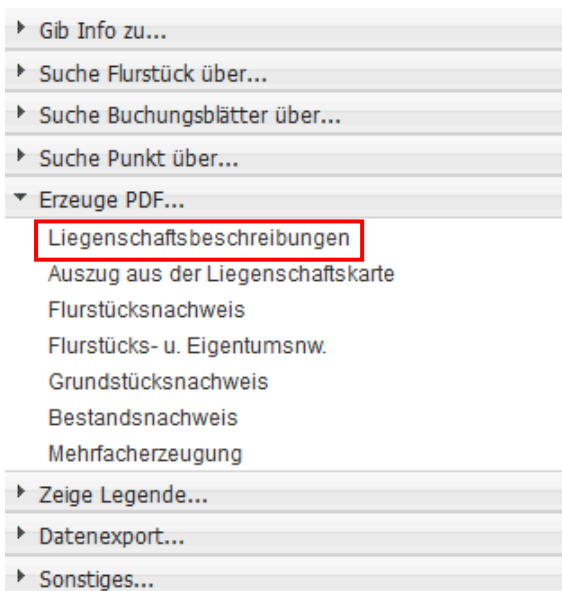 Gib Info zu...
Suche Flurstück über...
Suche Buchungsblätter über...
Suche Punkt über...
Erzeuge PDF...
Liegenschaftsbeschreibungen
Auszug aus der Liegenschaftskarte
Flurstücksnachweis
Flurstücks- u. Eigentumsnw.
Grundstücksnachweis
Bestandsnachweis
Mehrfacherzeugung
Zeige Legende...
Datenexport...
Sonstiges...